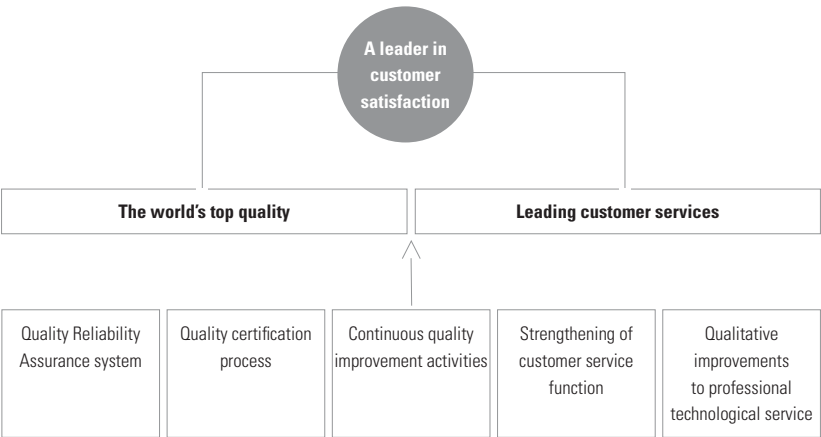 A leader in
customer
satisfaction
The world's top quality
Leading customer services
Quality Reliability
Assurance system
Quality certification
process
Continuous quality
improvement activities
Strengthening of
customer service
function
Qualitative
improvements
to professional
technological service